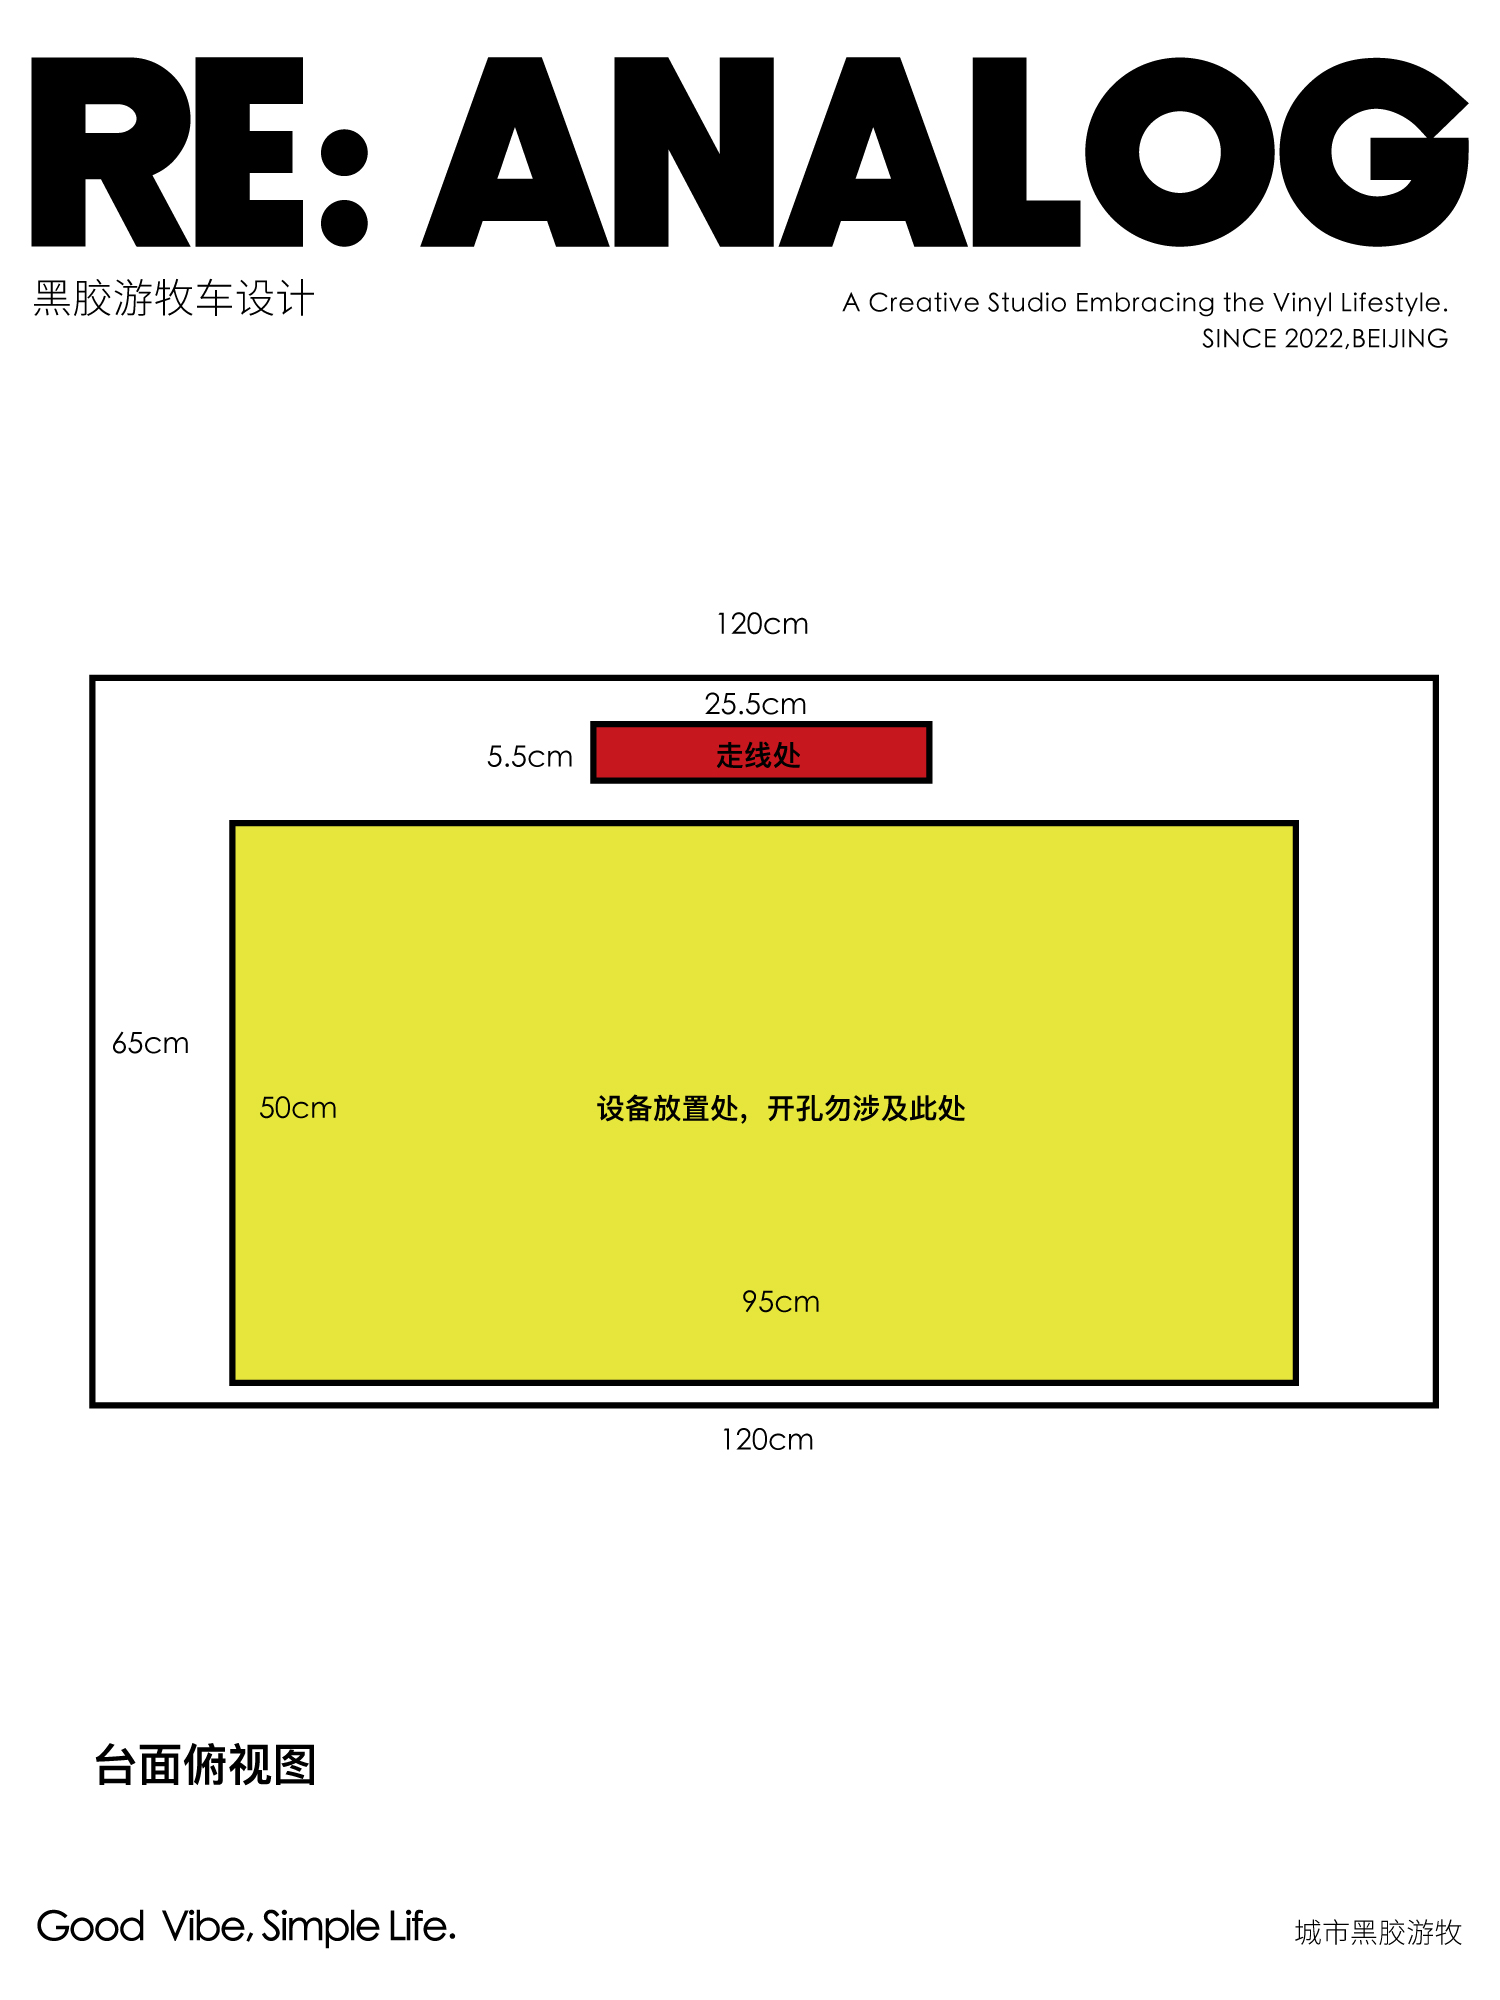 RE: ANALOG
黑胶游牧车设计
A Creative Studio Embracing the Vinyl Lifestyle.
SINCE 2022,BEIJING
120cm
25.5cm
5.5cm
走线处
65cm
50cm
设备放置处，开孔勿涉及此处
95cm
120cm
台面俯视图
Good Vibe, Simple Life.
城市黑胶游牧